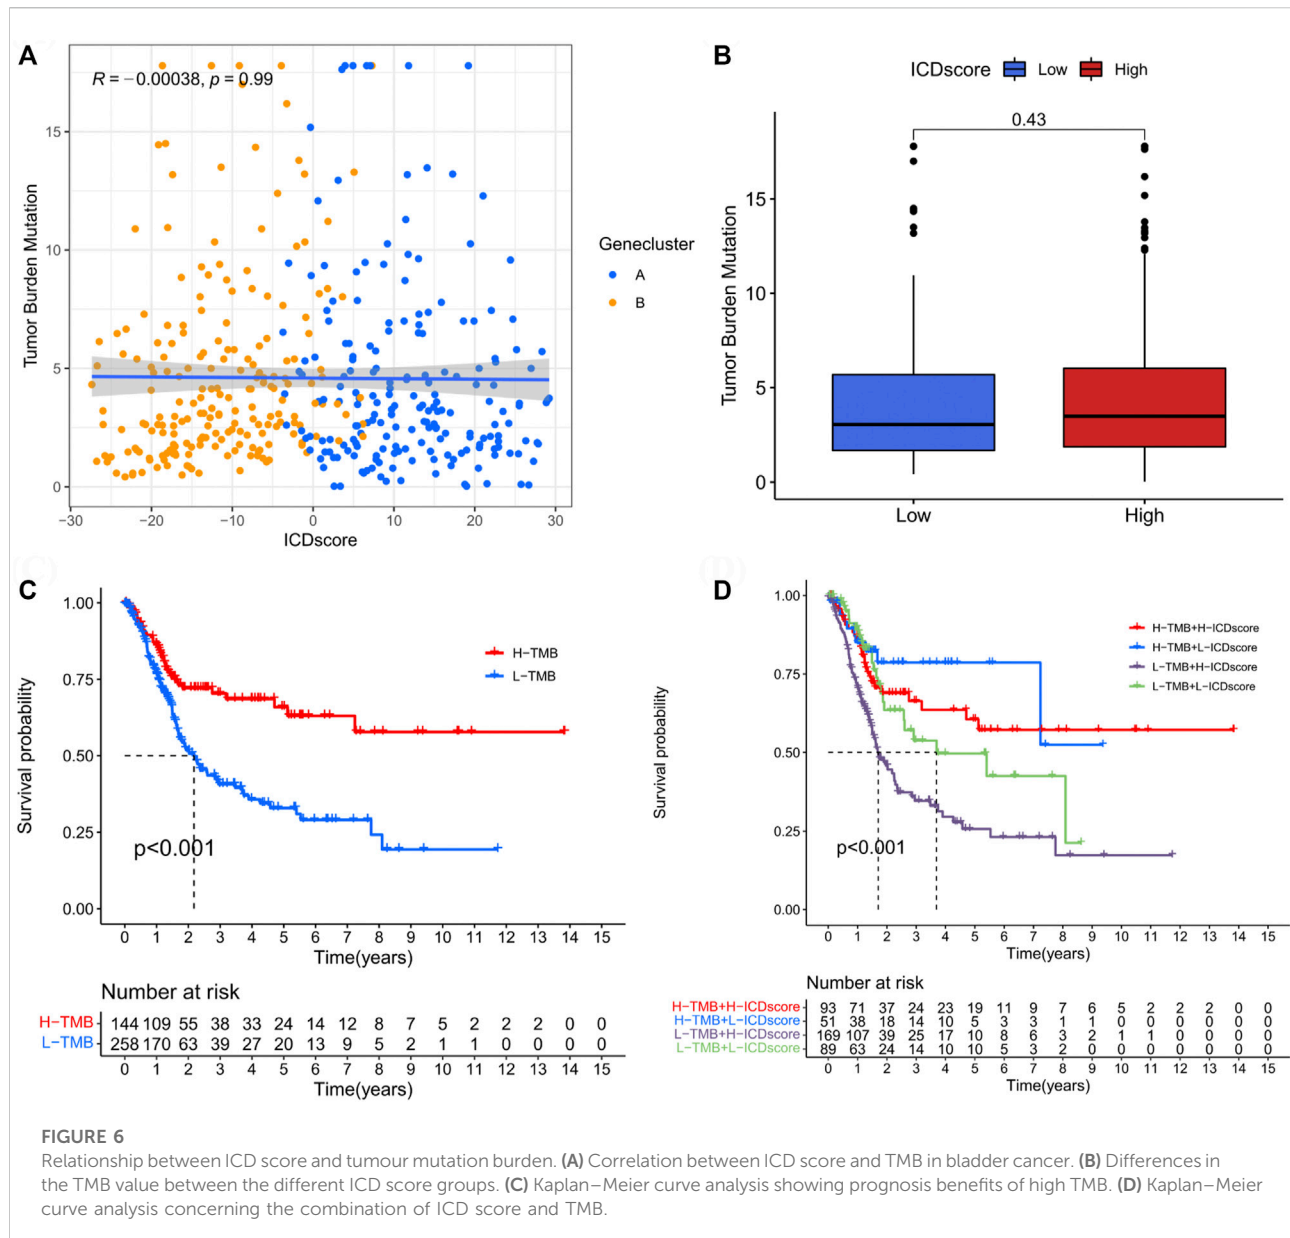 A
R = −0.00038, p = 0.99
Tumor Burden Mutation
15
10
5
0
−30 −20 −10 0 10 20 30
ICDscore
Genecluster
A
B
B
ICDscore Low High
0.43
Tumor Burden Mutation
15
10
5
0
Low High
C
Survival probability
1.00
0.75
0.50
0.25
0.00
H−TMB
L−TMB
p<0.001
0 1 2 3 4 5 6 7 8 9 10 11 12 13 14 15
Time(years)
Number at risk
H−TMB 144 109 55 38 33 24 14 12 8 7 5 2 2 2 0 0
L−TMB 258 170 63 39 27 20 13 9 5 2 1 1 0 0 0 0
0 1 2 3 4 5 6 7 8 9 10 11 12 13 14 15
Time(years)
D
Survival probability
1.00
0.75
0.50
0.25
0.00
H−TMB+H−ICDscore
H−TMB+L−ICDscore
L−TMB+H−ICDscore
L−TMB+L−ICDscore
p<0.001
0 1 2 3 4 5 6 7 8 9 10 11 12 13 14 15
Time(years)
Number at risk
H−TMB+H−ICDscore 93 71 37 24 23 19 11 9 7 6 5 2 2 2 0 0
H−TMB+L−ICDscore 51 38 18 14 10 5 3 3 1 1 0 0 0 0 0 0
L−TMB+H−ICDscore 169 107 39 25 17 10 8 6 3 2 1 1 0 0 0 0
L−TMB+L−ICDscore 89 63 24 14 10 10 5 3 2 0 0 0 0 0 0 0
0 1 2 3 4 5 6 7 8 9 10 11 12 13 14 15
Time(years)
FIGURE 6
Relationship between ICD score and tumour mutation burden. (A) Correlation between ICD score and TMB in bladder cancer. (B) Differences in
the TMB value between the different ICD score groups. (C) Kaplan–Meier curve analysis showing prognosis benefits of high TMB. (D) Kaplan–Meier
curve analysis concerning the combination of ICD score and TMB.